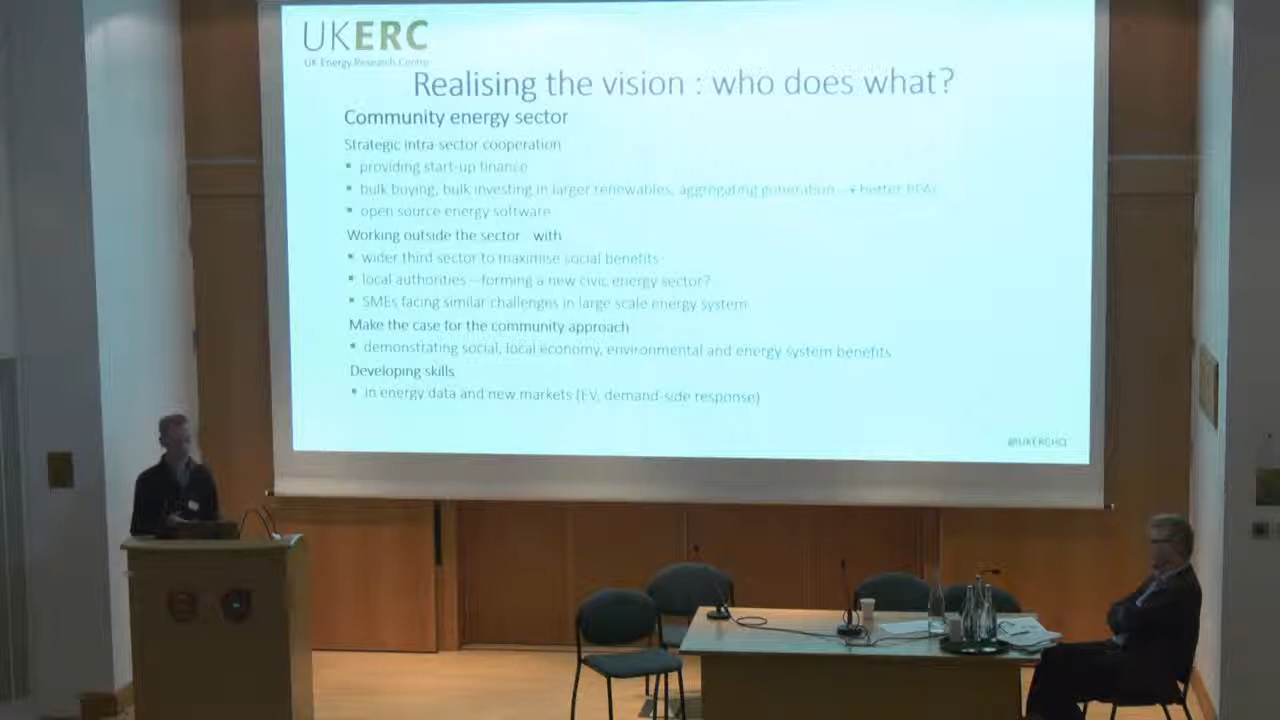 UKERC
UK Energy Research Centre
Realising the vision : who does what?
Community energy sector
Strategic intra-sector cooperation
▪ providing start-up finance
▪ bulk buying, bulk investing in larger renewables, aggregating generation → better
▪ open source energy software
Working outside the sector with
▪ wider third sector to maximise social benefits
▪ local authorities – forming a new civic energy sector?
▪ SMEs facing similar challenges in large scale energy system
Make the case for the community approach
▪ demonstrating social, local economy, environmental and energy system benefits
Developing skills
▪ in energy data and new markets (EV, demand-side response)
@UKERCHQ